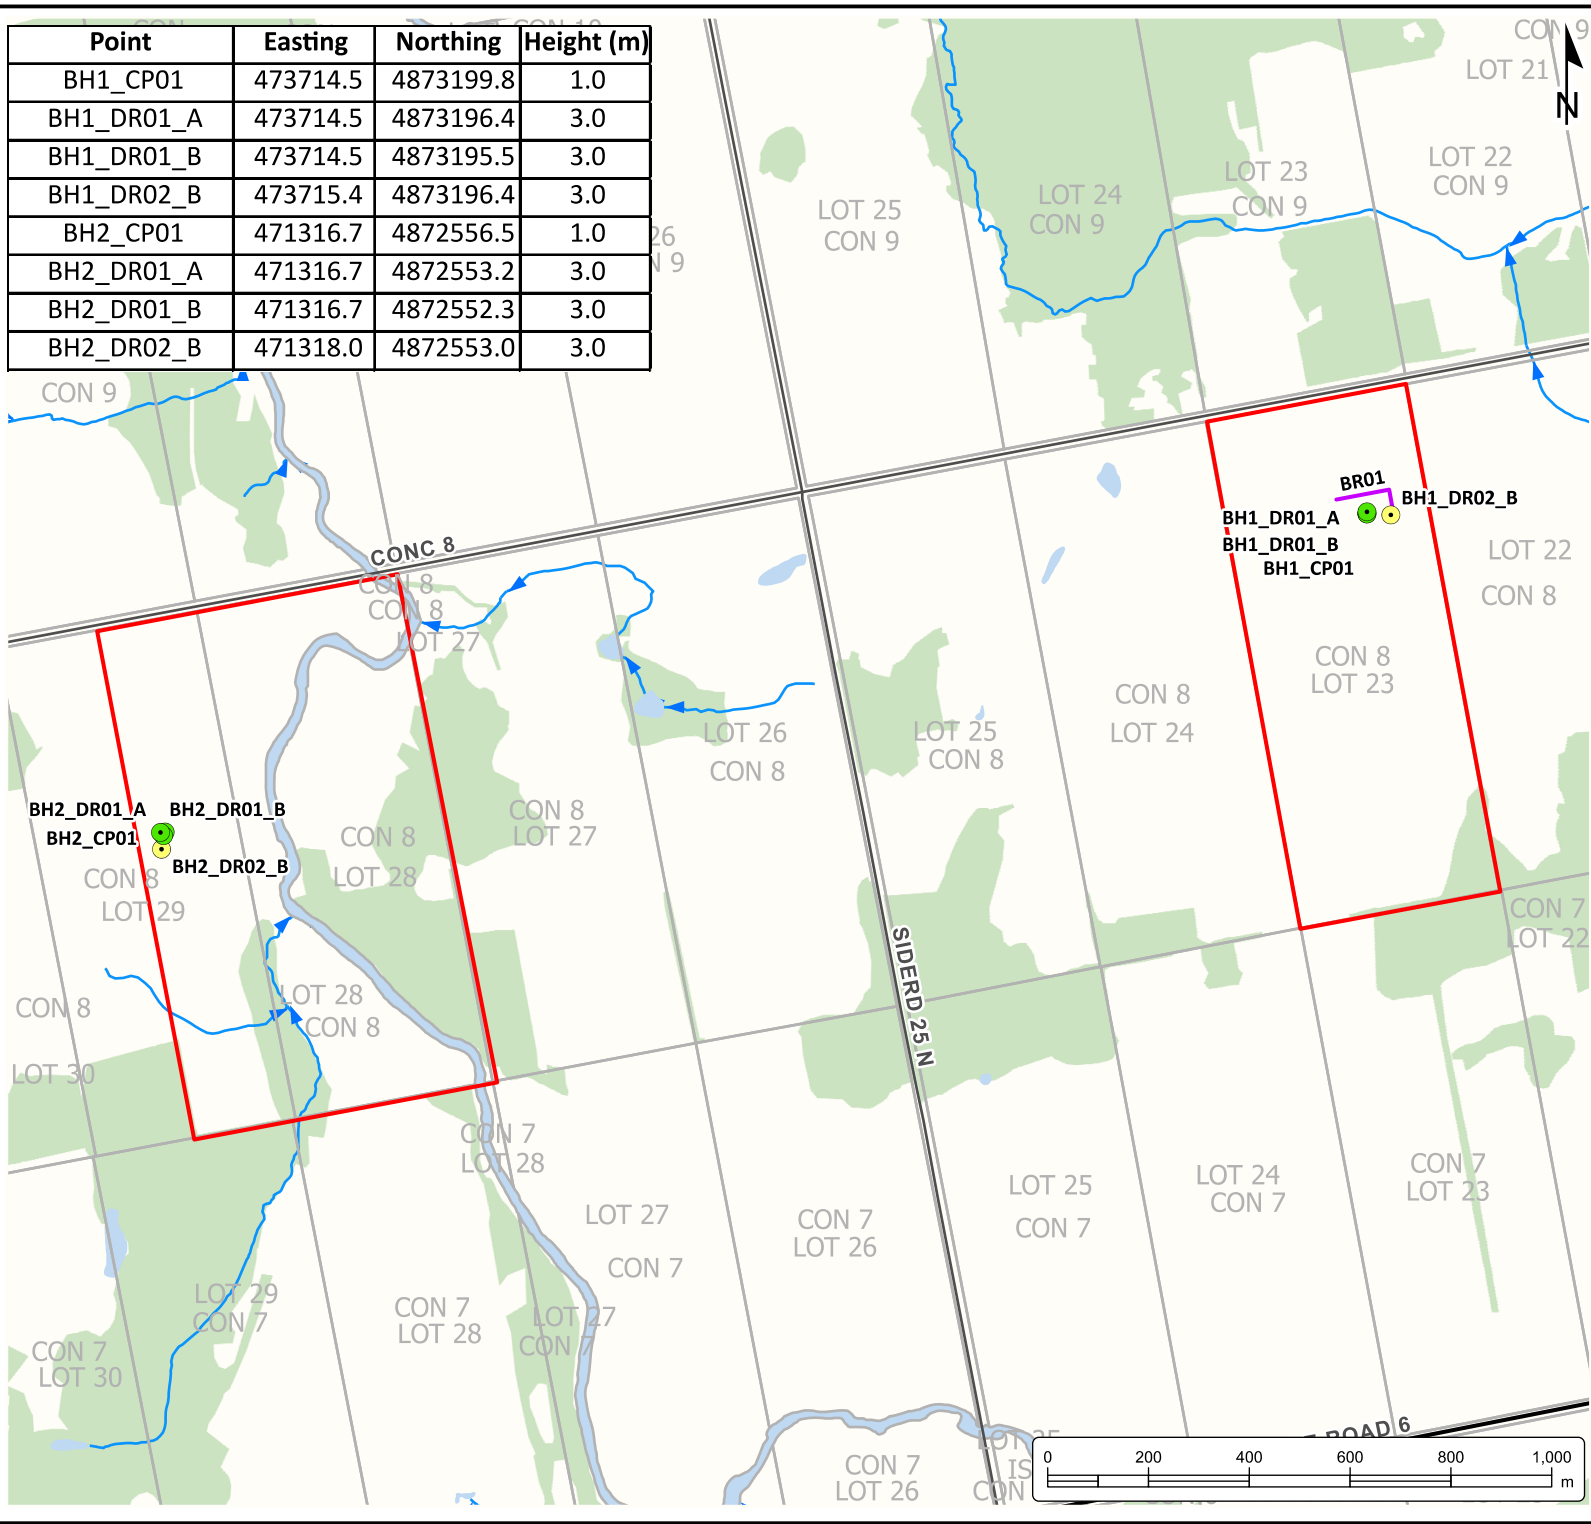 Point Easting Northing Height (m)
BH1_CP01 473714.5 4873199.8 1.0
BH1_DR01_A 473714.5 4873196.4 3.0
BH1_DR01_B 473714.5 4873195.5 3.0
BH1_DR02_B 473715.4 4873196.4 3.0
BH2_CP01 471316.7 4872556.5 1.0
BH2_DR01_A 471316.7 4872553.2 3.0
BH2_DR01_B 471316.7 4872552.3 3.0
BH2_DR02_B 471318.0 4872553.0 3.0
LOT 21
N
LOT 22
CON 9
LOT 23
CON 9
LOT 24
CON 9
LOT 25
CON 9
26
N 9
CON 9
BR01
BH1_DR02_B
BH1_DR01_A
BH1_DR01_B
BH1_CP01
LOT 22
CON 8
CONC 8
CON 8
CON 8
LOT 27
CON 8
LOT 23
CON 8
LOT 24
LOT 25
CON 8
LOT 26
CON 8
BH2_DR01_A
BH2_DR01_B
BH2_CP01
BH2_DR02_B
CON 8
LOT 29
CON 8
LOT 28
CON 8
LOT 27
CON 7
LOT 22
SIDERD 25 N
LOT 28
CON 8
CON 8
LOT 30
CON 7
LOT 28
LOT 27
CON 7
CON 7
LOT 26
LOT 25
CON 7
LOT 24
CON 7
CON 7
LOT 23
LOT 29
CON 7
CON 7
LOT 30
CON 7
LOT 28
LOT 27
CON 7
CON 7
LOT 26
IS
CON
ROAD 6
0 200 400 600 800 1,000
m